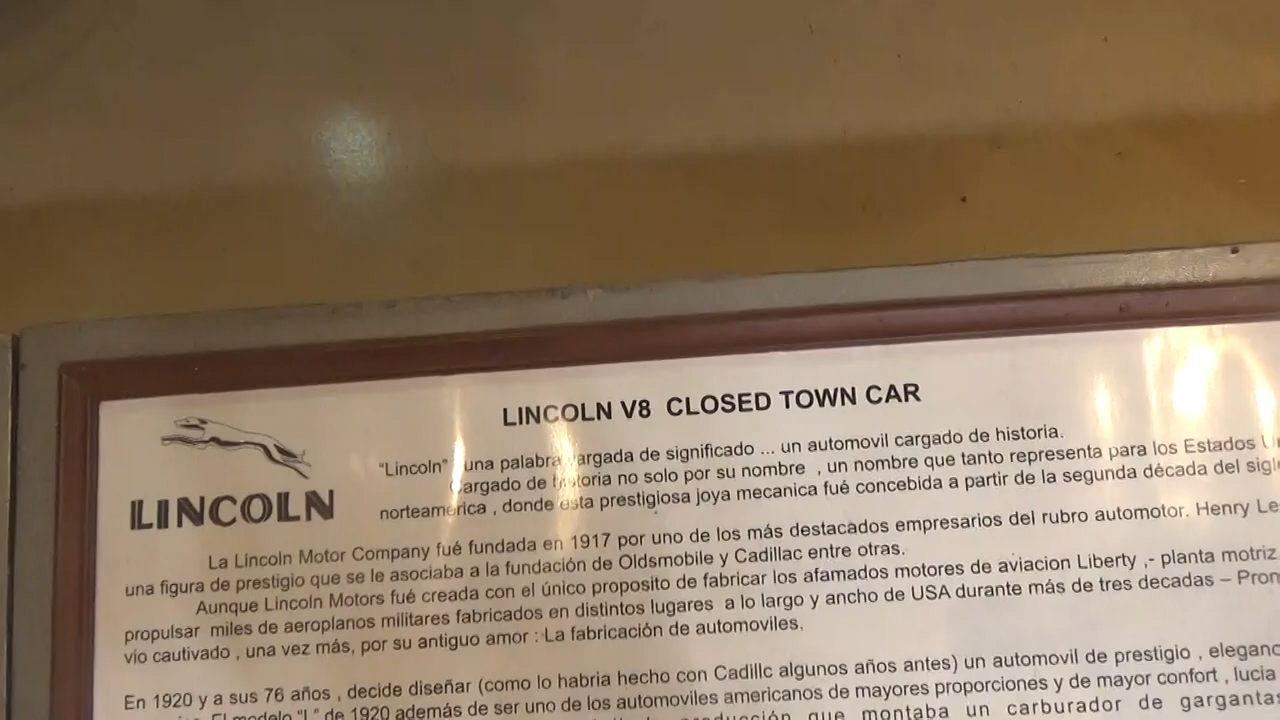 LINCOLN V8 CLOSED TOWN CAR
LINCOLN
“Lincoln” una palabra cargada de significado ... un automovil cargado de historia.
Cargado de historia no solo por su nombre , un nombre que tanto representa para los Estados
norteamerica , donde esta prestigiosa joya mecanica fué concebida a partir de la segunda década del
La Lincoln Motor Company fué fundada en 1917 por uno de los más destacados empresarios del rubro automotor. Henry
una figura de prestigio que se le asociaba a la fundación de Oldsmobile y Cadillac entre otras.
Aunque Lincoln Motors fué creada con el único proposito de fabricar los afamados motores de aviacion Liberty ,- planta motriz
propulsar miles de aeroplanos militares fabricados en distintos lugares a lo largo y ancho de USA durante más de tres decadas –
vío cautivado , una vez más, por su antiguo amor : La fabricación de automoviles.
En 1920 y a sus 76 años , decide diseñar (como lo habria hecho con Cadillc algunos años antes) un automovil de prestigio ,
El modelo “L” de 1920 además de ser uno de los automoviles americanos de mayores proporciones y de mayor confort , lucia
producción que montaba un carburador de